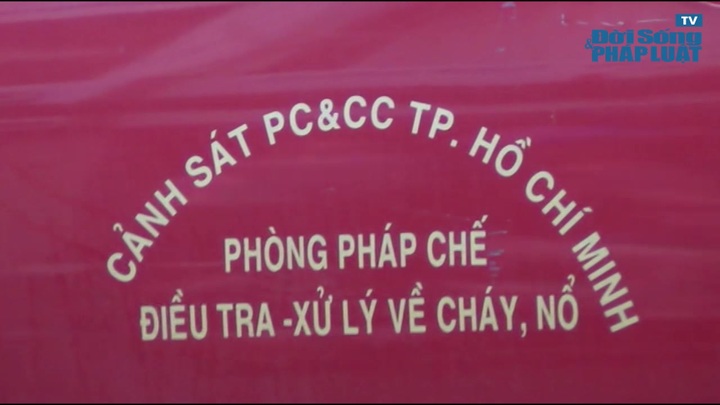 TV
Đời Sống
& PHÁP LUẬT
CẢNH SÁT PC&CC TP. HỒ CHÍ MINH
PHÒNG PHÁP CHẾ
ĐIỀU TRA -XỬ LÝ VỀ CHÁY, NỔ